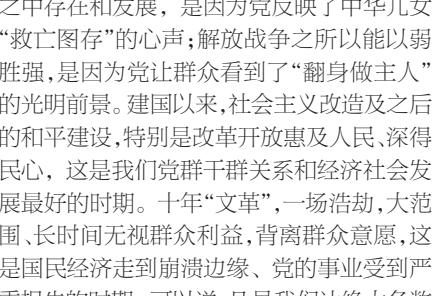 之中存在和发展，是因为党反映了中华儿女
“救亡图存”的心声；解放战争之所以能以弱
胜强，是因为党让群众看到了“翻身做主人”
的光明前景。建国以来，社会主义改造及之后
的和平建设，特别是改革开放惠及人民、深得
民心，这是我们党群干群关系和经济社会发
展最好的时期。十年“文革”，一场浩劫，大范
围、长时间无视群众利益，背离群众意愿，这
是国民经济走到崩溃边缘、党的事业受到严